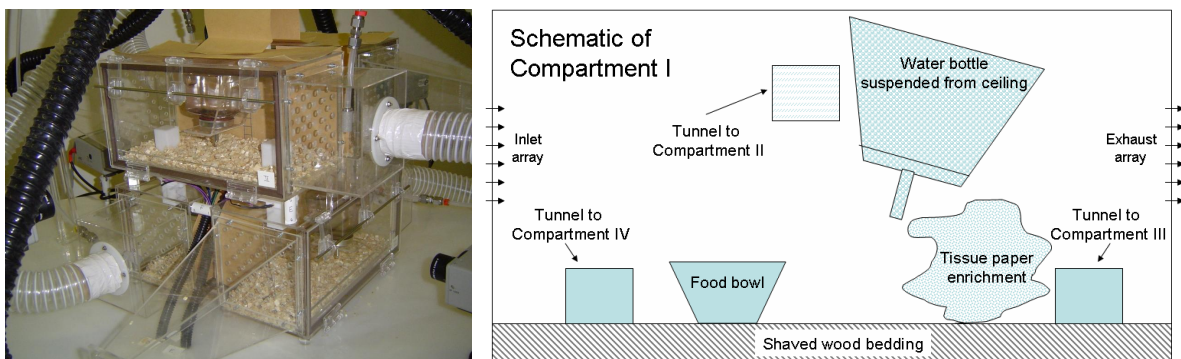 Schematic of
Compartment I
Water bottle
suspended from ceiling
Tunnel to
Compartment II
Inlet
array
Exhaust
array
Tunnel to
Compartment IV
Tunnel to
Compartment III
Tissue paper
enrichment
Food bowl
Shaved wood bedding